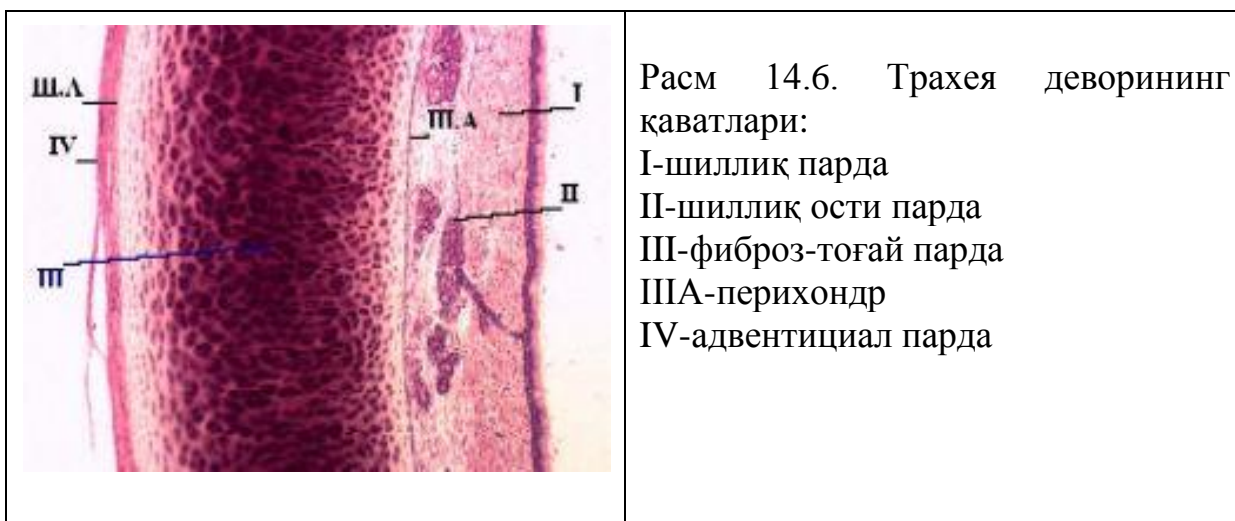 Ш.А
IV
III
I
III.А
II
Расм 14.6. Трахея деворининг
қаватлари:
I-шиллиқ парда
II-шиллиқ ости парда
III-фиброз-тоғай парда
IIIА-перихондр
IV-адвентициал парда